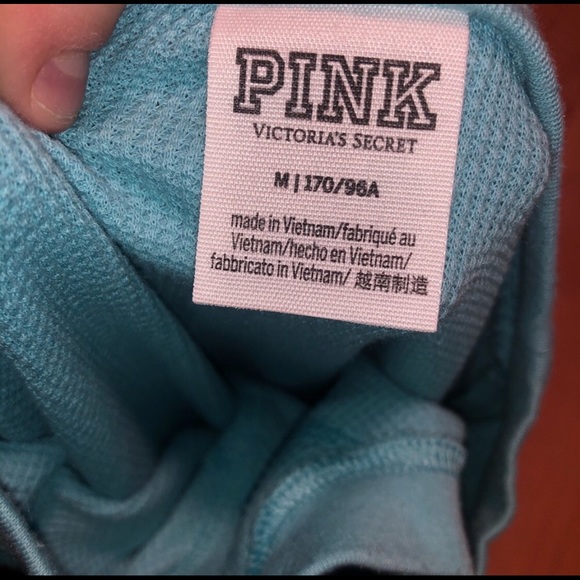 PINK
VICTORIA'S SECRET
M | 170/96A
made in Vietnam/fabriqué au
Vietnam/hecho en Vietnam/
fabbricato in Vietnam/ 越南制造